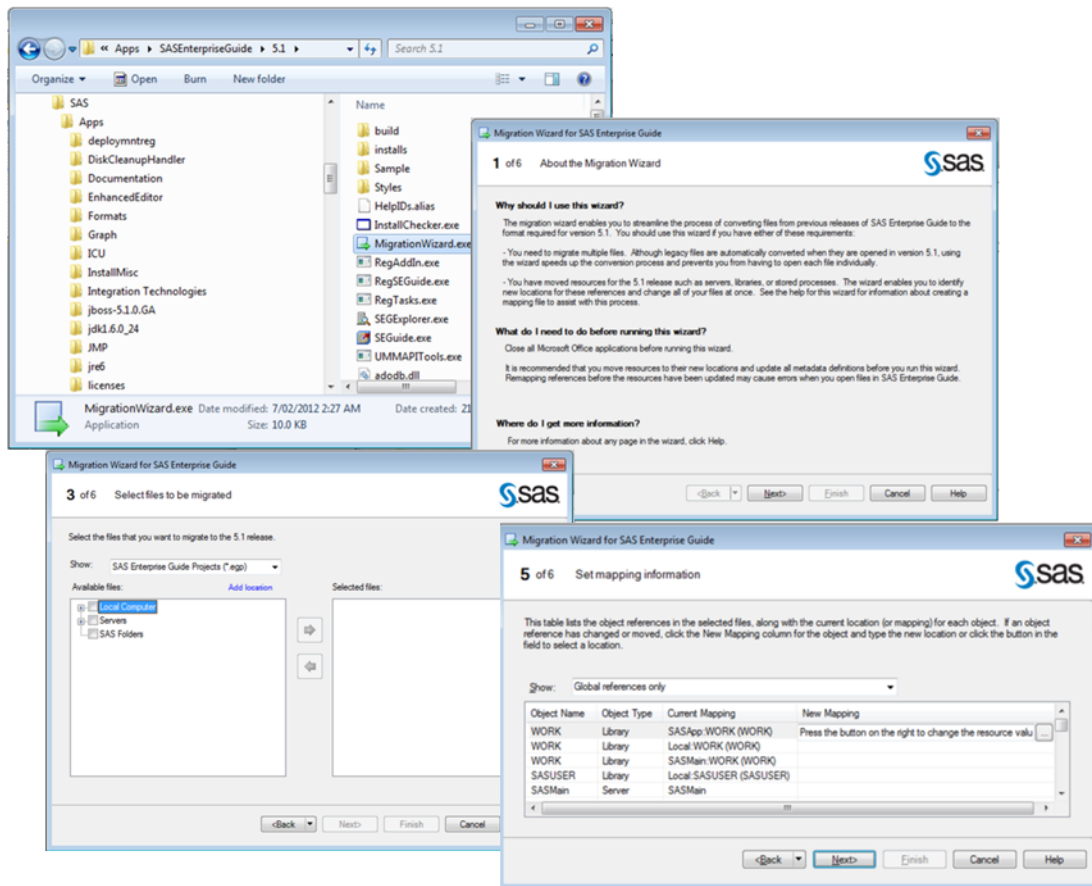 « Apps ▸ SASEnterpriseGuide ▸ 5.1 ▸
Search 5.1
Organize ▾ Open Burn New folder
SAS
Apps
deploymntreg
DiskCleanupHandler
Documentation
EnhancedEditor
Formats
Graph
ICU
InstallMisc
Integration Technologies
jboss-5.1.0.GA
jdk1.6.0_24
JMP
jre6
licenses
Name
build
installs
Sample
Styles
HelpIDs.alias
InstallChecker.exe
MigrationWizard.exe
RegAddIn.exe
RegSEGuide.exe
RegTasks.exe
SEGExplorer.exe
SEGuide.exe
UMMAPITools.exe
adodb.dll
MigrationWizard.exe Date modified: 7/02/2012 2:27 AM Date created: 21
Application Size: 10.0 KB
Migration Wizard for SAS Enterprise Guide
1 of 6 About the Migration Wizard
sas
Why should I use this wizard?
The migration wizard enables you to streamline the process of converting files from previous releases of SAS Enterprise Guide to the
format required for version 5.1. You should use this wizard if you have either of these requirements:
- You need to migrate multiple files. Although legacy files are automatically converted when they are opened in version 5.1, using
the wizard speeds up the conversion process and prevents you from having to open each file individually.
- You have moved resources for the 5.1 release such as servers, libraries, or stored processes. The wizard enables you to identify
new locations for these references and change all of your files at once. See the help for this wizard for information about creating a
mapping file to assist with this process.
What do I need to do before running this wizard?
Close all Microsoft Office applications before running this wizard.
It is recommended that you move resources to their new locations and update all metadata definitions before you run this wizard.
Remapping references before the resources have been updated may cause errors when you open files in SAS Enterprise Guide.
Where do I get more information?
For more information about any page in the wizard, click Help.
<Back Next> Finish Cancel Help
Migration Wizard for SAS Enterprise Guide
3 of 6 Select files to be migrated
sas
Select the files that you want to migrate to the 5.1 release.
Show: SAS Enterprise Guide Projects (*.egp)
Available files: Add location Selected files:
Local Computer
Servers
SAS Folders
<Back Next> Finish Cancel
Migration Wizard for SAS Enterprise Guide
5 of 6 Set mapping information
sas
This table lists the object references in the selected files, along with the current location (or mapping) for each object. If an object
reference has changed or moved, click the New Mapping column for the object and type the new location or click the button in the
field to select a location.
Show: Global references only
Object Name Object Type Current Mapping New Mapping
WORK Library SASApp:WORK (WORK) Press the button on the right to change the resource valu ...
WORK Library Local:WORK (WORK)
WORK Library SASMain:WORK (WORK)
SASUSER Library Local:SASUSER (SASUSER)
SASMain Server SASMain
<Back Next> Finish Cancel Help